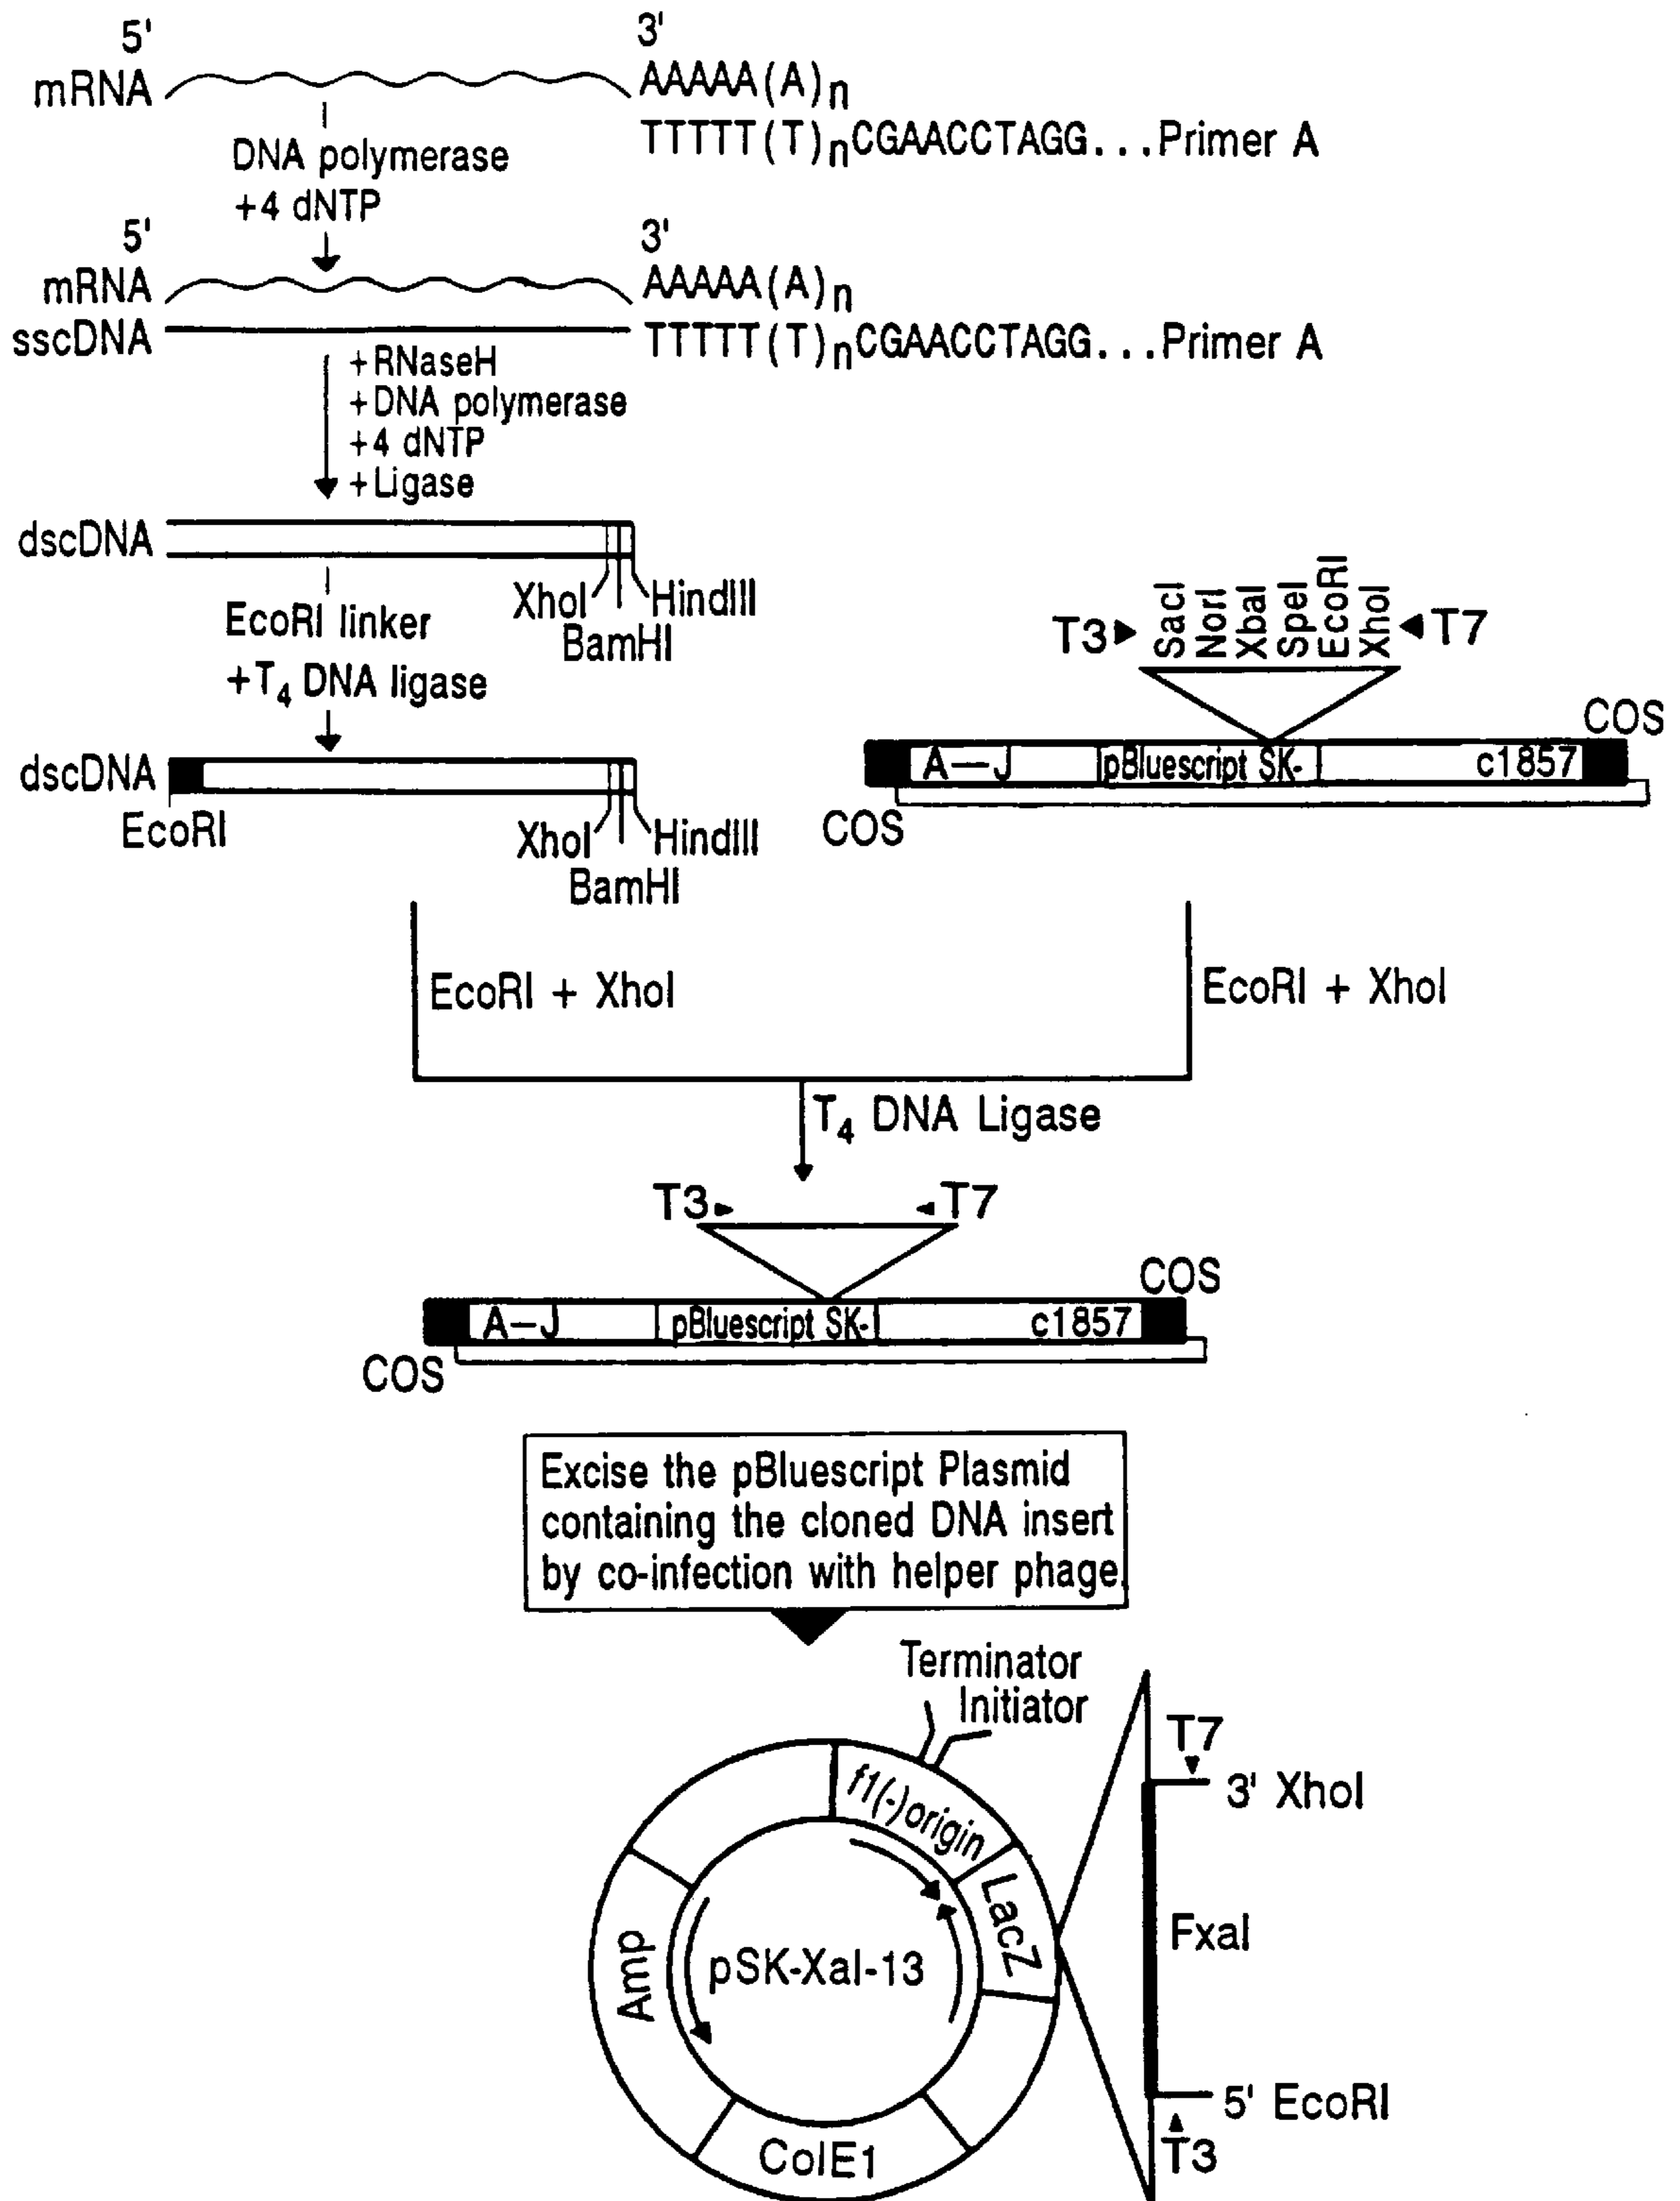 5' 3'
mRNA AAAAA(A)n
TTTTT(T)nCGAACCTAGG...Primer A
DNA polymerase
+4 dNTP
5' 3'
mRNA AAAAA(A)n
sscDNA TTTTT(T)nCGAACCTAGG...Primer A
+RNaseH
+DNA polymerase
+4 dNTP
+Ligase
dscDNA
XhoI HindIII
BamHI
EcoRI linker
+T4 DNA ligase
dscDNA
EcoRI
XhoI HindIII
BamHI
T3 SacI NorI XbaI SpeI EcoRI XhoI T7
COS
A—J pBluescript SK- c1857
COS
EcoRI + XhoI EcoRI + XhoI
T4 DNA Ligase
T3 T7
COS
A—J pBluescript SK- c1857
COS
Excise the pBluescript Plasmid
containing the cloned DNA insert
by co-infection with helper phage.
Terminator
Initiator
T7
3' XhoI
f1(-)origin
LacZ
FxaI
Amp
pSK-XaI-13
5' EcoRI
T3
ColE1